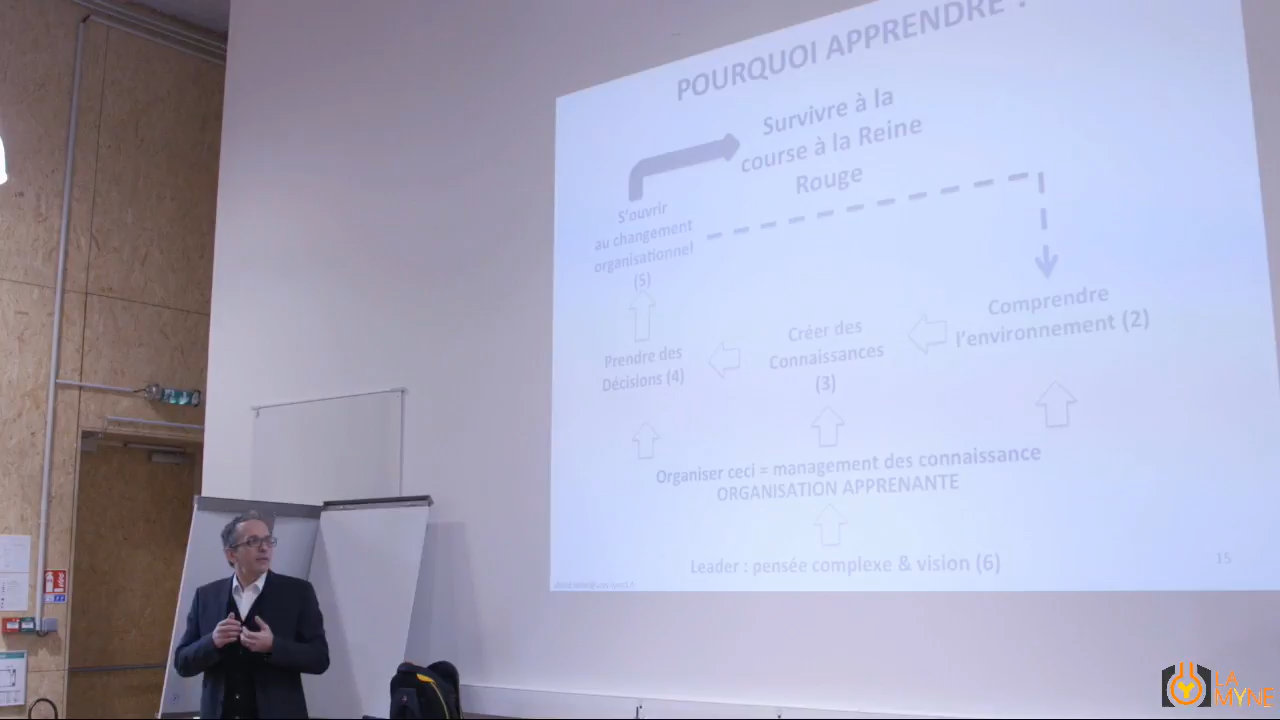 POURQUOI APPRENDRE ?
Survivre à la
course à la Reine
Rouge
S'ouvrir
au changement
organisationnel
(5)
Comprendre
l'environnement (2)
Créer des
Connaissances
(3)
Prendre des
Décisions (4)
Organiser ceci = management des connaissance
ORGANISATION APPRENANTE
Leader : pensée complexe & vision (6)
15
LA
MYNE